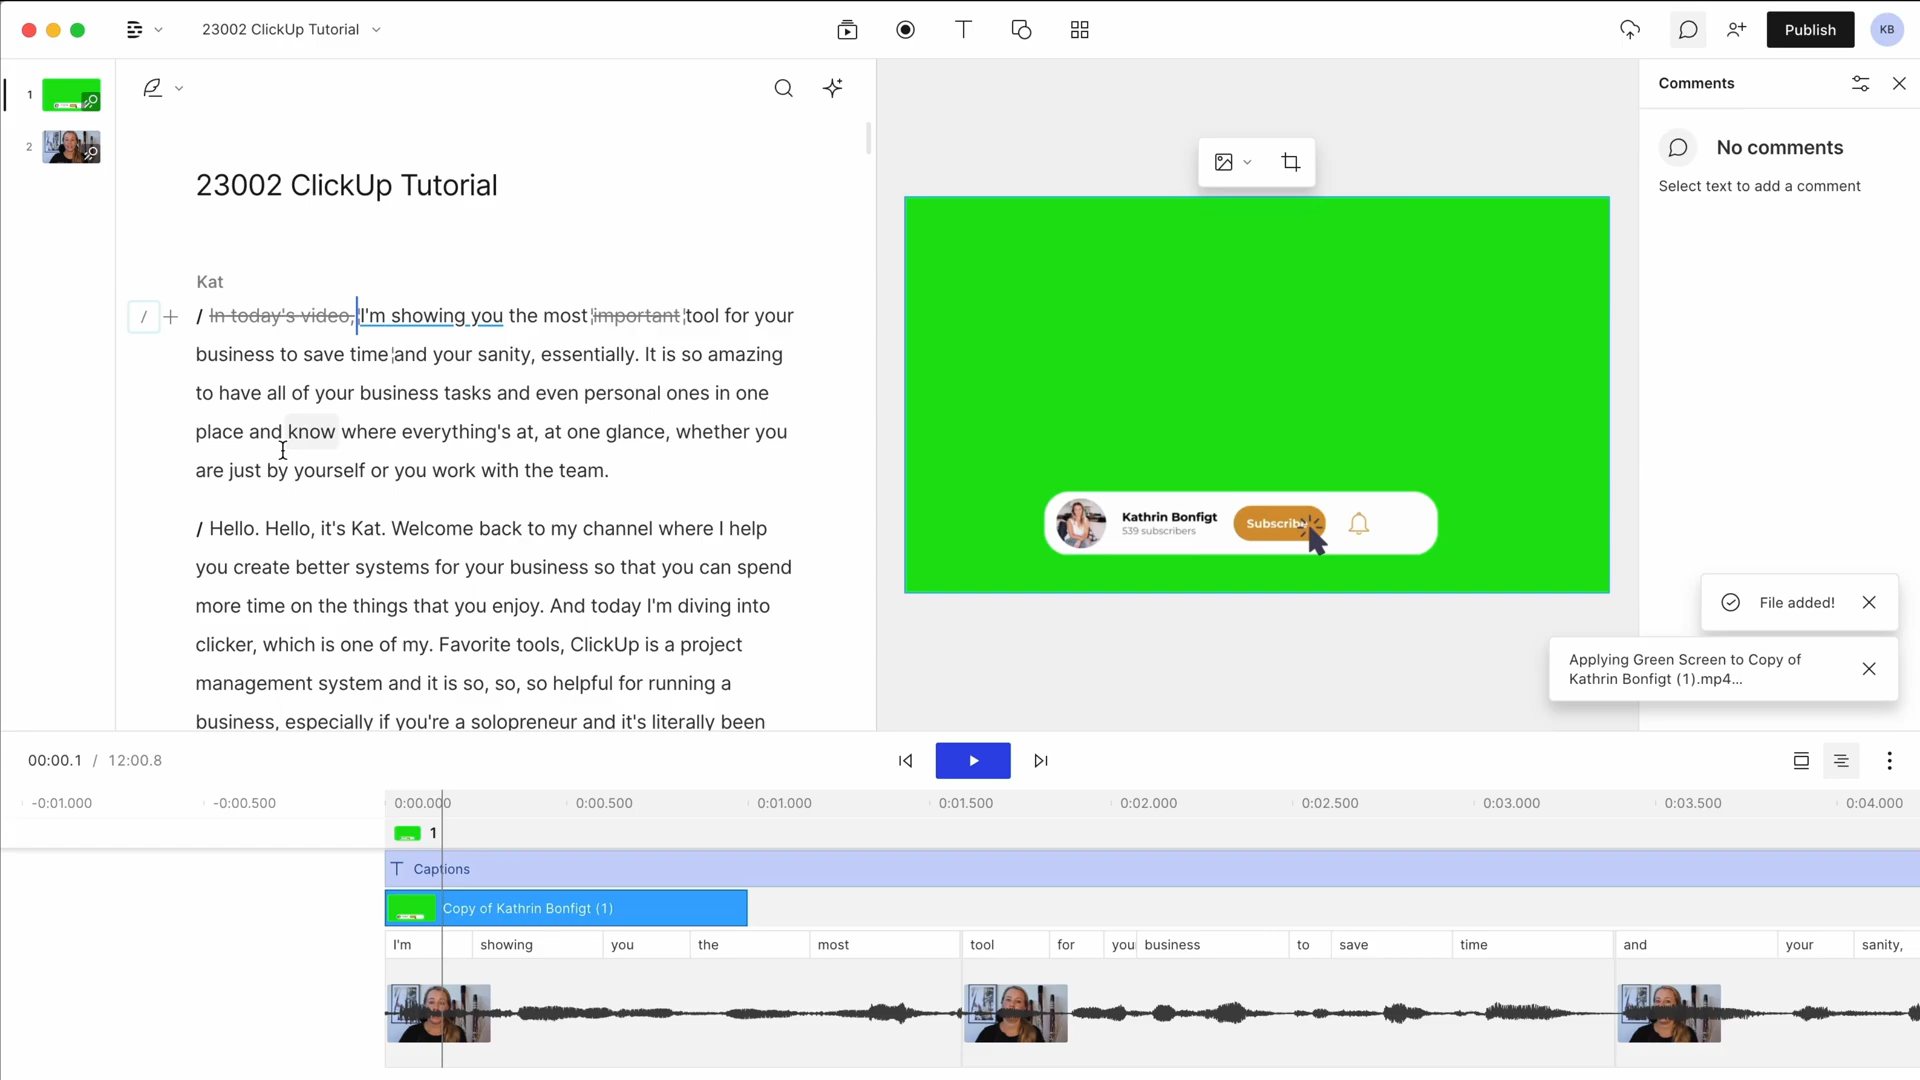 23002 ClickUp Tutorial
Publish
KB
1
2
23002 ClickUp Tutorial
Kat
/ + / In today's video, I'm showing you the most important tool for your
business to save time and your sanity, essentially. It is so amazing
to have all of your business tasks and even personal ones in one
place and know where everything's at, at one glance, whether you
are just by yourself or you work with the team.
/ Hello. Hello, it's Kat. Welcome back to my channel where I help
you create better systems for your business so that you can spend
more time on the things that you enjoy. And today I'm diving into
clicker, which is one of my. Favorite tools, ClickUp is a project
management system and it is so, so, so helpful for running a
business, especially if you're a solopreneur and it's literally been
Kathrin Bonfigt
539 subscribers
Subscribe
Comments
No comments
Select text to add a comment
File added!
Applying Green Screen to Copy of
Kathrin Bonfigt (1).mp4...
00:00.1 / 12:00.8
-0:01.000 -0:00.500 0:00.000 0:00.500 0:01.000 0:01.500 0:02.000 0:02.500 0:03.000 0:03.500 0:04.000
1
Captions
Copy of Kathrin Bonfigt (1)
I'm showing you the most tool for you business to save time and your sanity,